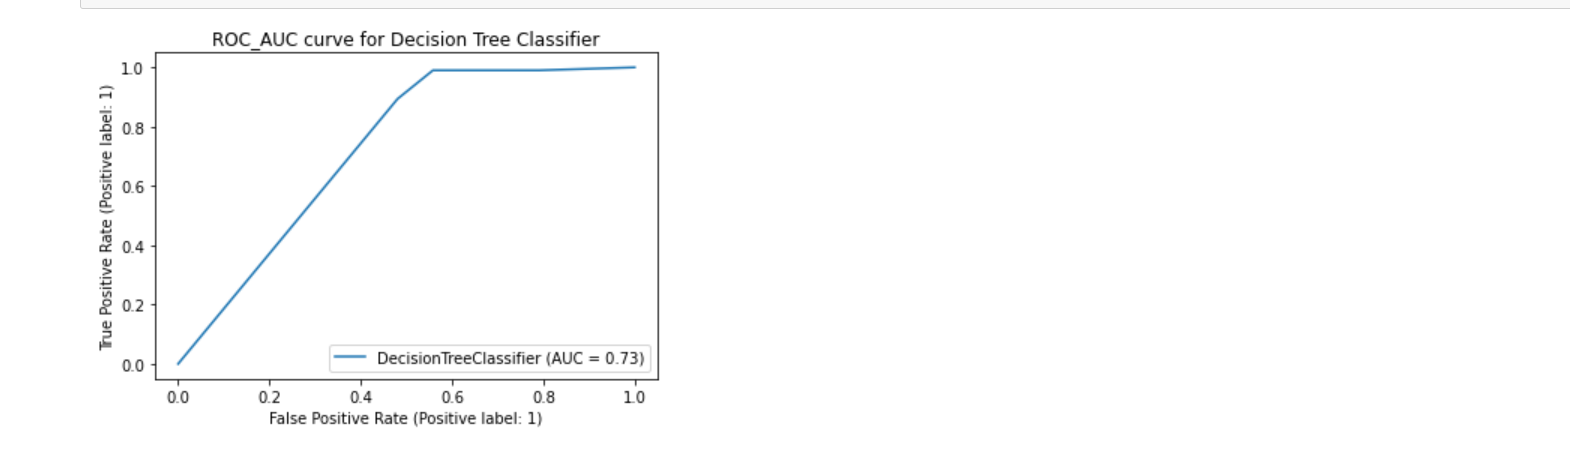 ROC_AUC curve for Decision Tree Classifier
1.0
0.8
0.6
0.4
0.2
0.0
True Positive Rate (Positive label: 1)
DecisionTreeClassifier (AUC = 0.73)
0.0 0.2 0.4 0.6 0.8 1.0
False Positive Rate (Positive label: 1)